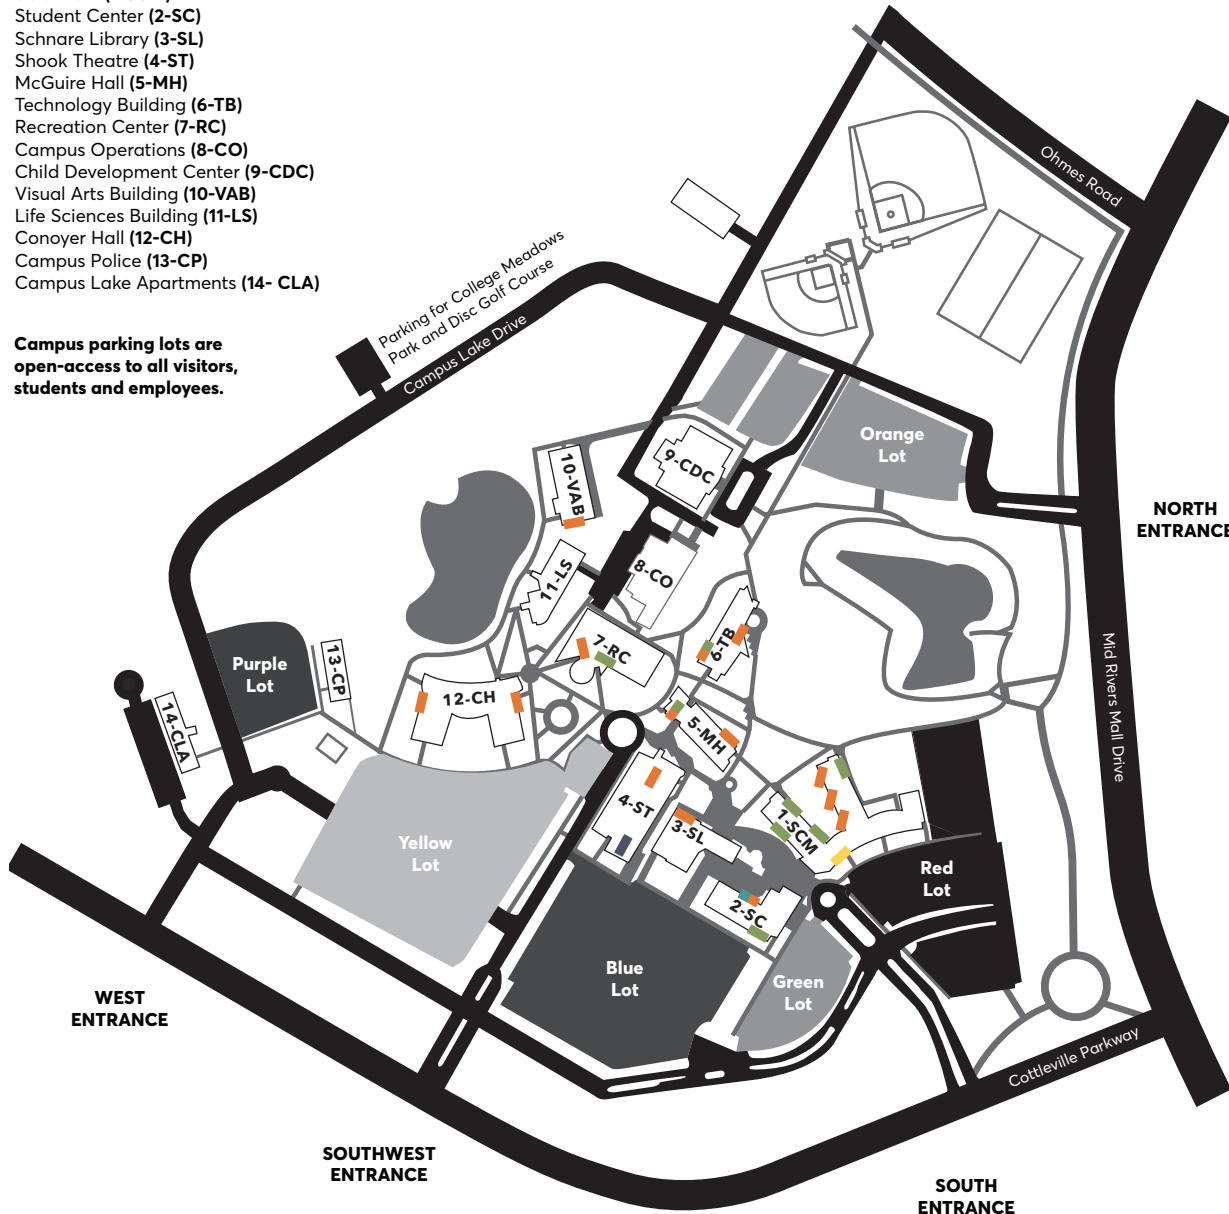 Student Center (2-SC)
Schnare Library (3-SL)
Shook Theatre (4-ST)
McGuire Hall (5-MH)
Technology Building (6-TB)
Recreation Center (7-RC)
Campus Operations (8-CO)
Child Development Center (9-CDC)
Visual Arts Building (10-VAB)
Life Sciences Building (11-LS)
Conoyer Hall (12-CH)
Campus Police (13-CP)
Campus Lake Apartments (14- CLA)
Campus parking lots are
open-access to all visitors,
students and employees.
Parking for College Meadows
Park and Disc Golf Course
Campus Lake Drive
Ohmes Road
Orange
Lot
9-CDC
10-VAB
NORTH
ENTRANCE
11-LS
8-CO
7-RC
6-TB
Purple
Lot
13-CP
12-CH
14-CLA
5-MH
Mid Rivers Mall Drive
4-ST
3-SL
1-SCM
Yellow
Lot
Red
Lot
2-SC
Blue
Lot
Green
Lot
WEST
ENTRANCE
Cottleville Parkway
SOUTHWEST
ENTRANCE
SOUTH
ENTRANCE